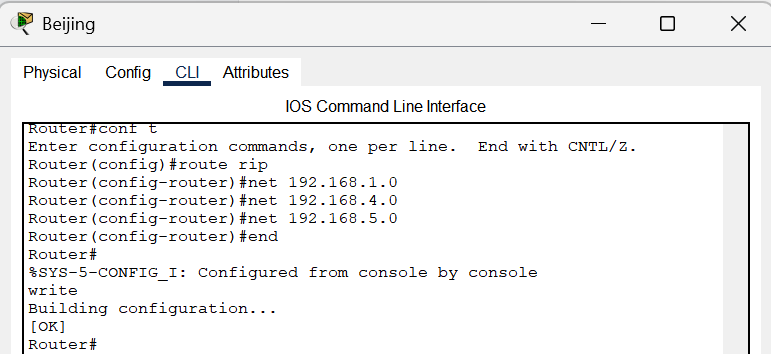 Beijing
Physical Config CLI Attributes
IOS Command Line Interface
Router#conf t
Enter configuration commands, one per line.  End with CNTL/Z.
Router(config)#route rip
Router(config-router)#net 192.168.1.0
Router(config-router)#net 192.168.4.0
Router(config-router)#net 192.168.5.0
Router(config-router)#end
Router#
%SYS-5-CONFIG_I: Configured from console by console
write
Building configuration...
[OK]
Router#